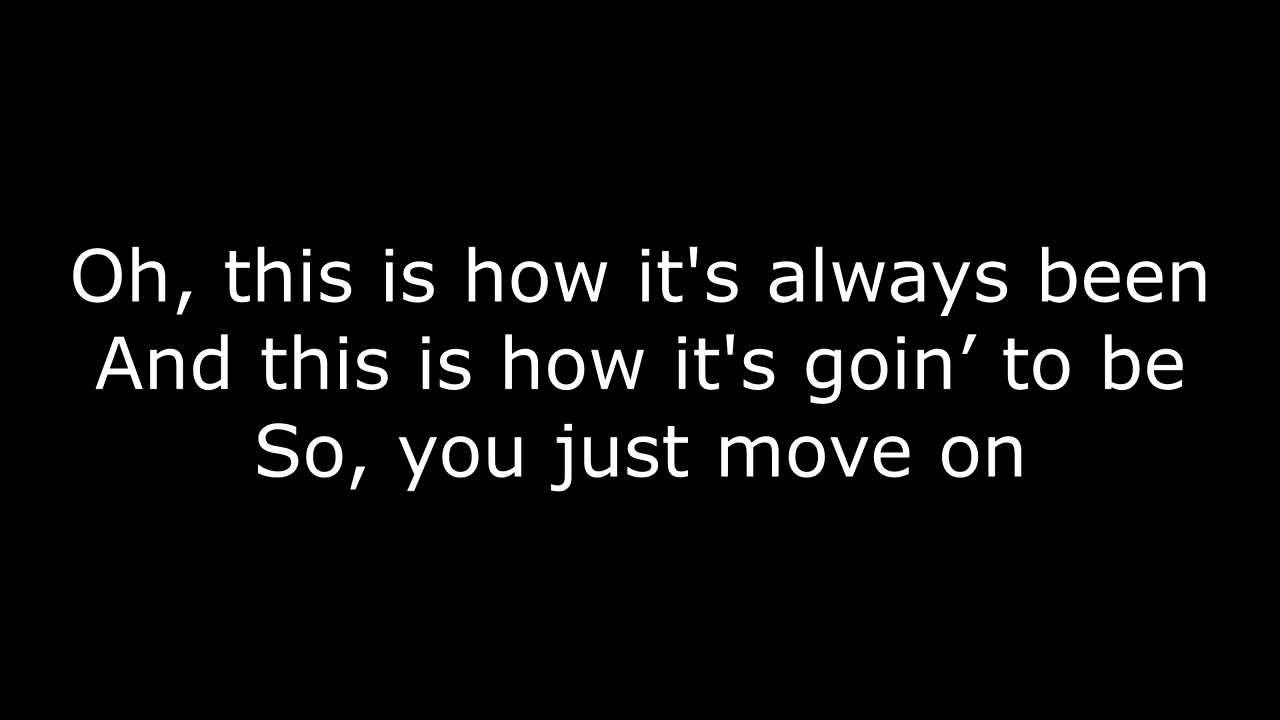 Oh, this is how it's always been
And this is how it's goin’ to be
So, you just move on